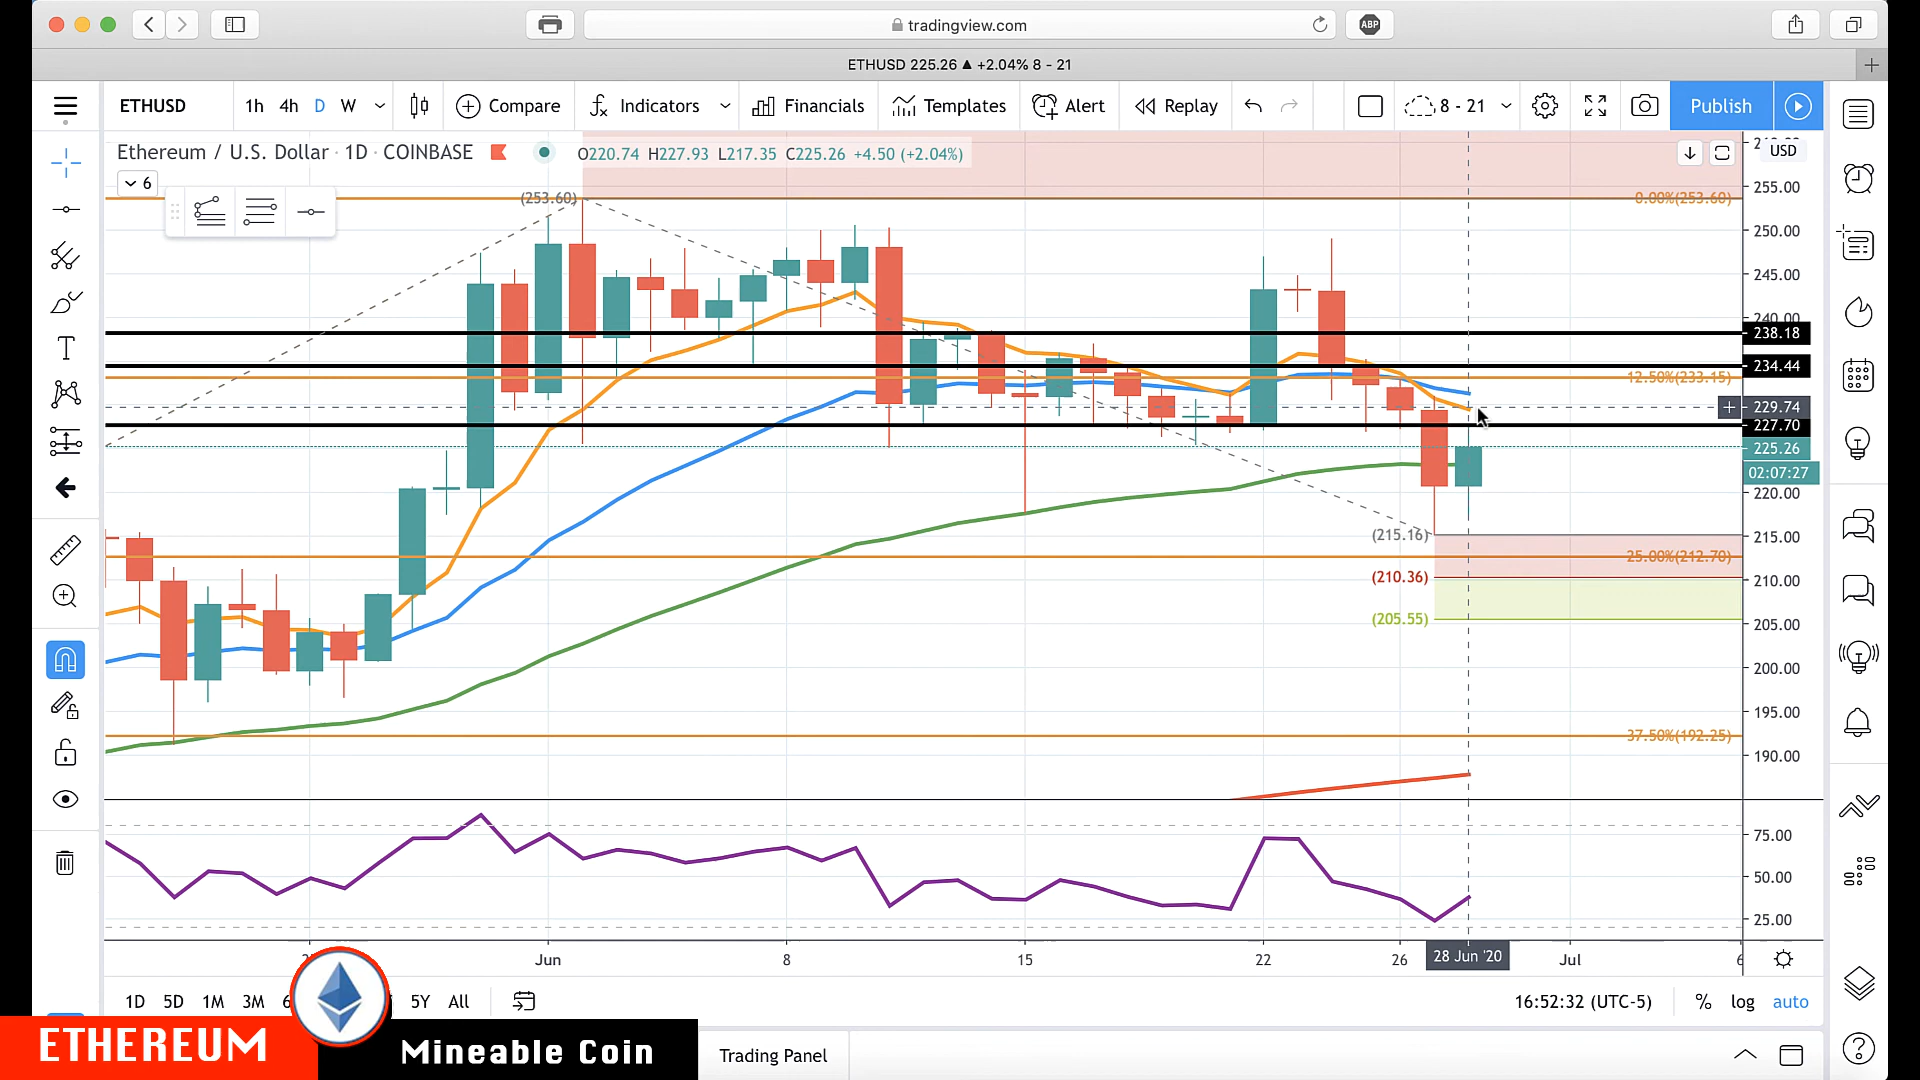 tradingview.com
ABP
ETHUSD 225.26 ▲ +2.04% 8 - 21
ETHUSD 1h 4h D W Compare Indicators Financials Templates Alert Replay 8 - 21 Publish
Ethereum / U.S. Dollar · 1D · COINBASE O220.74 H227.93 L217.35 C225.26 +4.50 (+2.04%)
USD
6
255.00
(253.60)
0.00%(253.60)
250.00
245.00
240.00
238.18
234.44
12.50%(233.15)
229.74
227.70
225.26
02:07:27
220.00
(215.16)
215.00
25.00%(212.70)
(210.36)
210.00
(205.55)
205.00
200.00
195.00
37.50%(192.25)
190.00
75.00
50.00
25.00
Jun 8 15 22 26 28 Jun '20 Jul 6
1D 5D 1M 3M 5Y All 16:52:32 (UTC-5) % log auto
ETHEREUM
Mineable Coin
Trading Panel